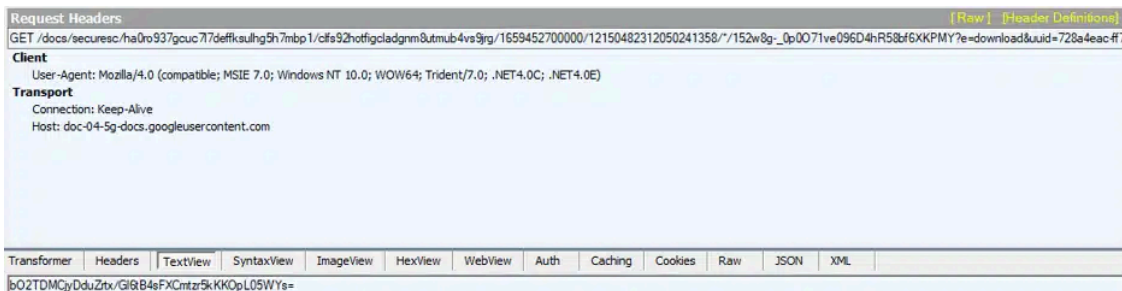 Request Headers [Raw] [Header Definitions]
GET /docs/securesc/ha0ro937gcuc7l7deffksulhg5h7mbp1/clfs92hotfigcladgnm8utmub4vs9jrg/1659452700000/12150482312050241358/*/152w8g-_0p0O71ve096D4hR58bf6XKPMY?e=download&uuid=728a4eac-ff7
Client
User-Agent: Mozilla/4.0 (compatible; MSIE 7.0; Windows NT 10.0; WOW64; Trident/7.0; .NET4.0C; .NET4.0E)
Transport
Connection: Keep-Alive
Host: doc-04-5g-docs.googleusercontent.com
Transformer Headers TextView SyntaxView ImageView HexView WebView Auth Caching Cookies Raw JSON XML
bO2TDMCjyDduZrtx/Gl6tB4sFXCmtzr5kKKOpL05WYs=